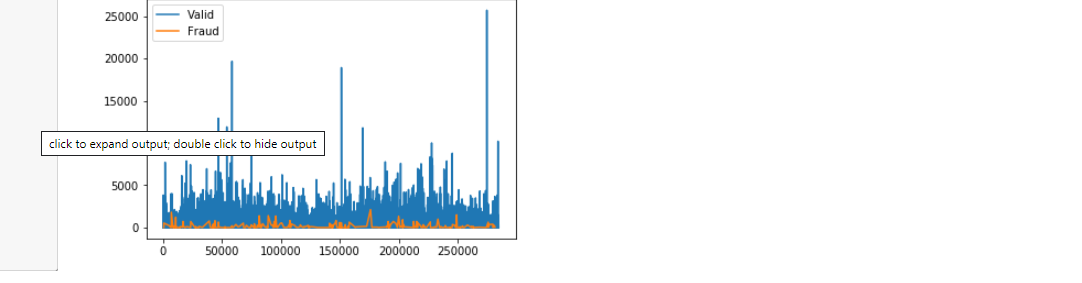 25000
Valid
Fraud
20000
15000
click to expand output; double click to hide output
5000
0
0 50000 100000 150000 200000 250000